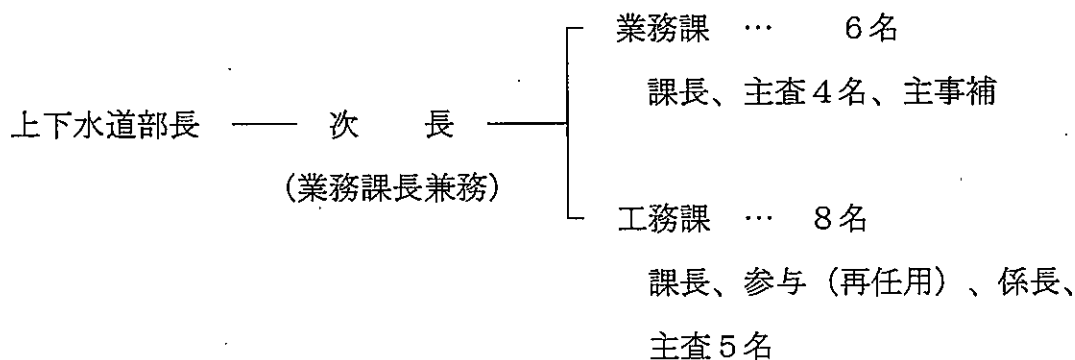 業務課 … 6名
課長、主査4名、主事補
上下水道部長 ── 次 長
(業務課長兼務)
工務課 … 8名
課長、参与(再任用)、係長、
主査5名